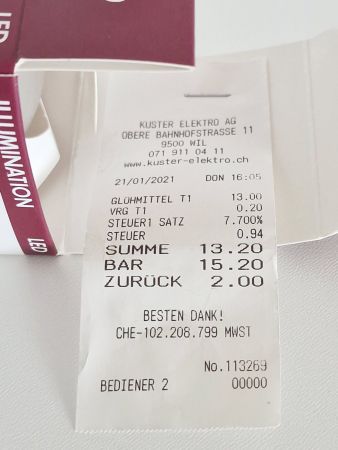 LED
ILLUMINATION
LED
KUSTER ELEKTRO AG
OBERE BAHNHOFSTRASSE 11
9500 WIL
071 911 04 11
www.kuster-elektro.ch
21/01/2021 DON 16:05
GLÜHMITTEL T1 13.00
VRG T1 0.20
STEUER1 SATZ 7.700%
STEUER 0.94
SUMME 13.20
BAR 15.20
ZURÜCK 2.00
BESTEN DANK!
CHE-102.208.799 MWST
No.113269
BEDIENER 2 00000